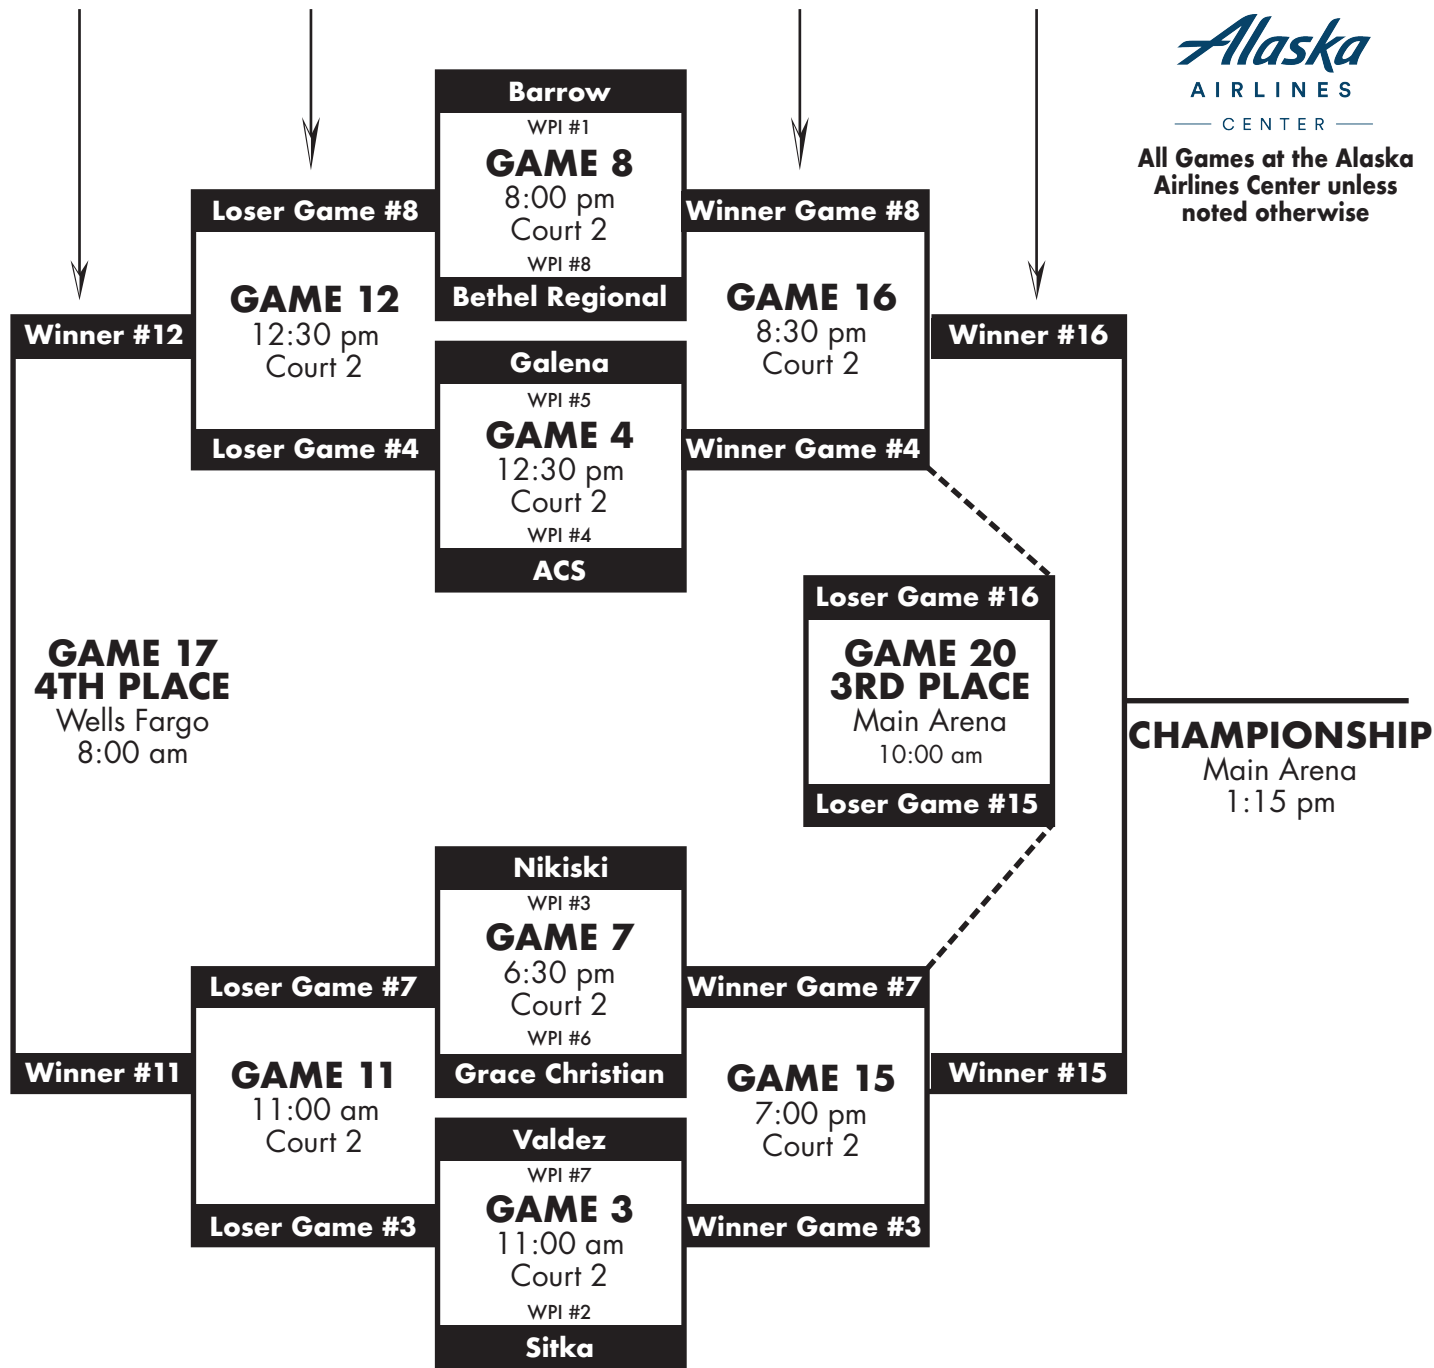 Alaska
AIRLINES
CENTER
All Games at the Alaska
Airlines Center unless
noted otherwise
Barrow
WPI #1
GAME 8
8:00 pm
Court 2
WPI #8
Bethel Regional
Loser Game #8
GAME 12
12:30 pm
Court 2
Loser Game #4
Winner Game #8
GAME 16
8:30 pm
Court 2
Winner Game #4
Winner #12
Winner #16
Galena
WPI #5
GAME 4
12:30 pm
Court 2
WPI #4
ACS
GAME 17
4TH PLACE
Wells Fargo
8:00 am
Loser Game #16
GAME 20
3RD PLACE
Main Arena
10:00 am
Loser Game #15
CHAMPIONSHIP
Main Arena
1:15 pm
Nikiski
WPI #3
GAME 7
6:30 pm
Court 2
WPI #6
Grace Christian
Loser Game #7
GAME 11
11:00 am
Court 2
Loser Game #3
Winner Game #7
GAME 15
7:00 pm
Court 2
Winner Game #3
Winner #11
Winner #15
Valdez
WPI #7
GAME 3
11:00 am
Court 2
WPI #2
Sitka